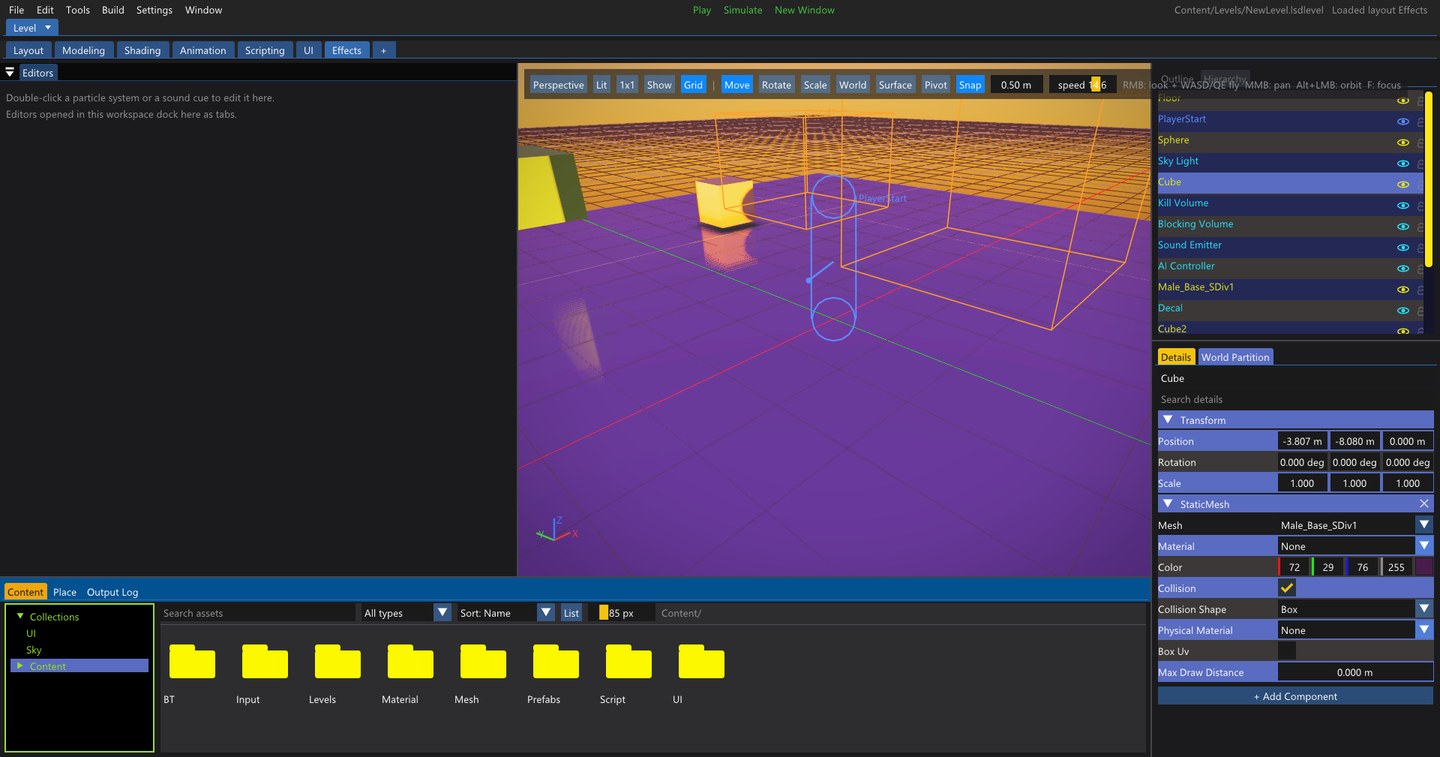 File Edit Tools Build Settings Window Play Simulate New Window Content/Levels/NewLevel.lsdlevel Loaded layout Effects
Level
Layout Modeling Shading Animation Scripting UI Effects +
Editors
Double-click a particle system or a sound cue to edit it here.
Editors opened in this workspace dock here as tabs.
Perspective Lit 1x1 Show Grid | Move Rotate Scale World Surface Pivot Snap 0.50 m speed 14.6 RMB: look + WASD/QE fly MMB: pan Alt+LMB: orbit F: focus
PlayerStart
Z
Y
X
Outline Hierarchy
Floor
PlayerStart
Sphere
Sky Light
Cube
Kill Volume
Blocking Volume
Sound Emitter
AI Controller
Male_Base_SDiv1
Decal
Cube2
Details World Partition
Cube
Search details
Transform
Position -3.807 m -8.080 m 0.000 m
Rotation 0.000 deg 0.000 deg 0.000 deg
Scale 1.000 1.000 1.000
StaticMesh
Mesh Male_Base_SDiv1
Material None
Color 72 29 76 255
Collision
Collision Shape Box
Physical Material None
Box Uv
Max Draw Distance 0.000 m
+ Add Component
Content Place Output Log
Collections
UI
Sky
Content
Search assets All types Sort: Name List 85 px Content/
BT Input Levels Material Mesh Prefabs Script UI